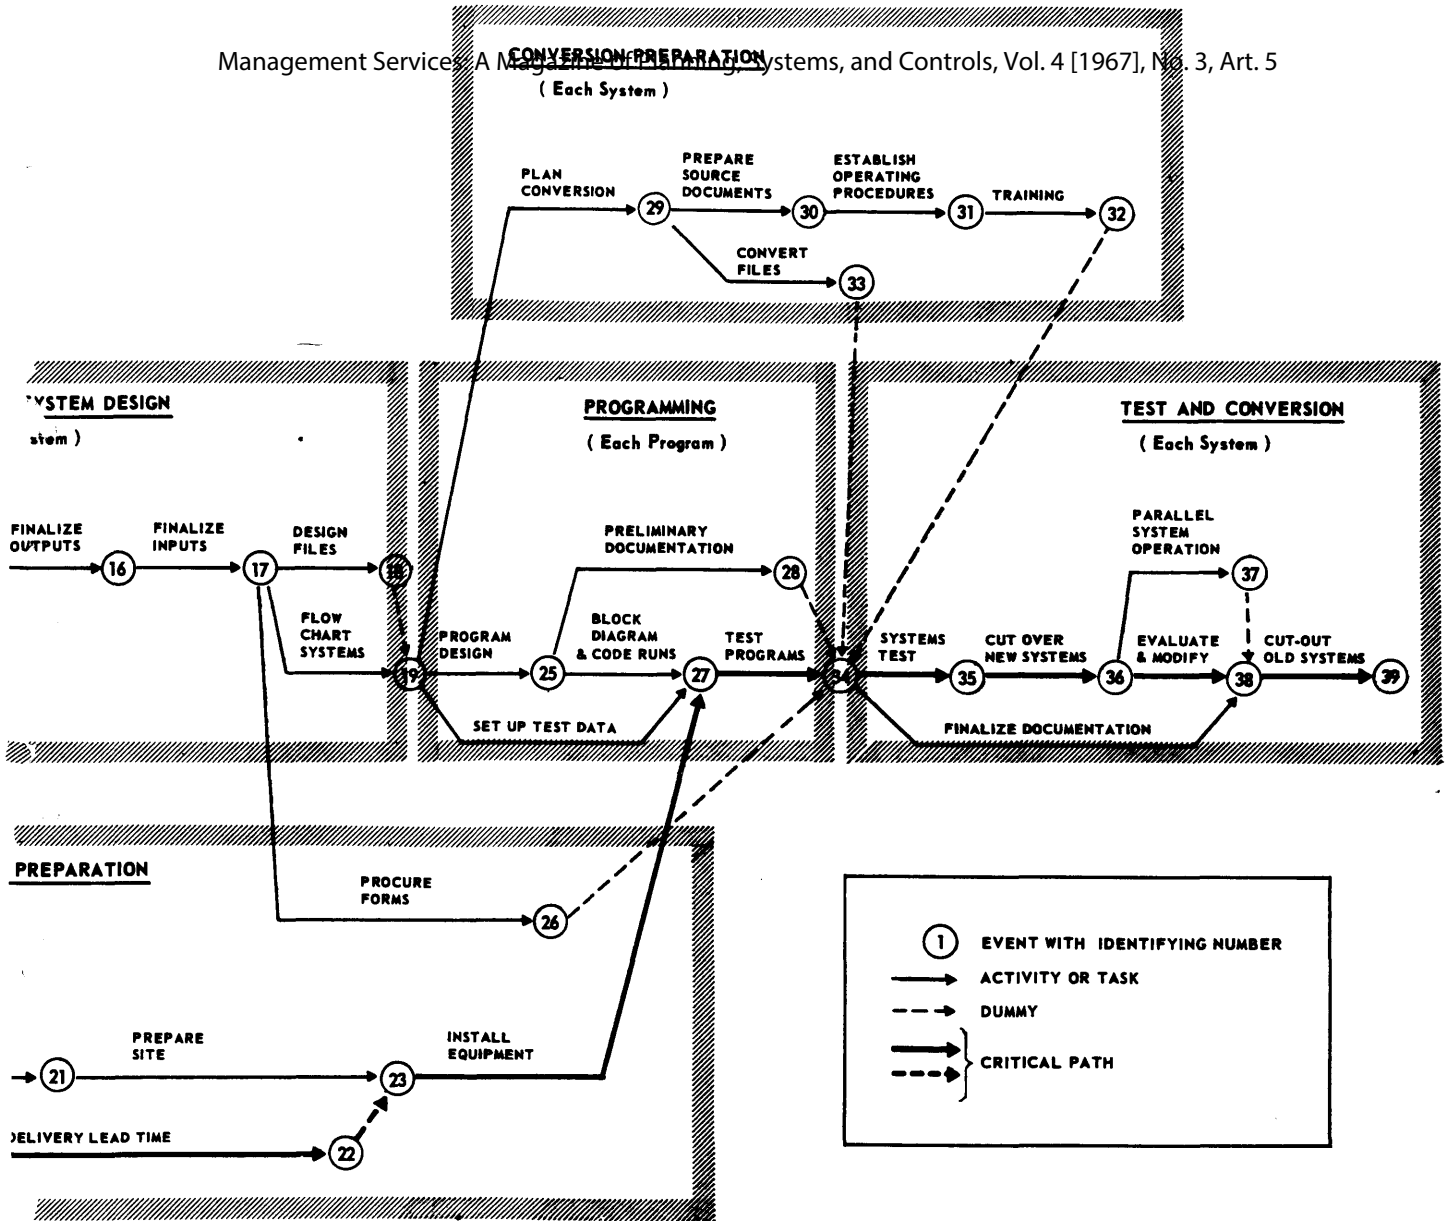 Management Services: A Magazine of Planning, Systems, and Controls, Vol. 4 [1967], No. 3, Art. 5
CONVERSION PREPARATION
( Each System )
PLAN
CONVERSION
29
PREPARE
SOURCE
DOCUMENTS
30
ESTABLISH
OPERATING
PROCEDURES
31
TRAINING
32
CONVERT
FILES
33
YSTEM DESIGN
stem )
FINALIZE
OUTPUTS
16
FINALIZE
INPUTS
17
DESIGN
FILES
18
FLOW
CHART
SYSTEMS
19
PROGRAMMING
( Each Program )
PROGRAM
DESIGN
25
PRELIMINARY
DOCUMENTATION
28
BLOCK
DIAGRAM
& CODE RUNS
27
TEST
PROGRAMS
34
SET UP TEST DATA
TEST AND CONVERSION
( Each System )
SYSTEMS
TEST
35
CUT OVER
NEW SYSTEMS
36
PARALLEL
SYSTEM
OPERATION
37
EVALUATE
& MODIFY
38
CUT-OUT
OLD SYSTEMS
39
FINALIZE DOCUMENTATION
PREPARATION
PROCURE
FORMS
26
21
PREPARE
SITE
23
INSTALL
EQUIPMENT
DELIVERY LEAD TIME
22
1 EVENT WITH IDENTIFYING NUMBER
ACTIVITY OR TASK
DUMMY
CRITICAL PATH